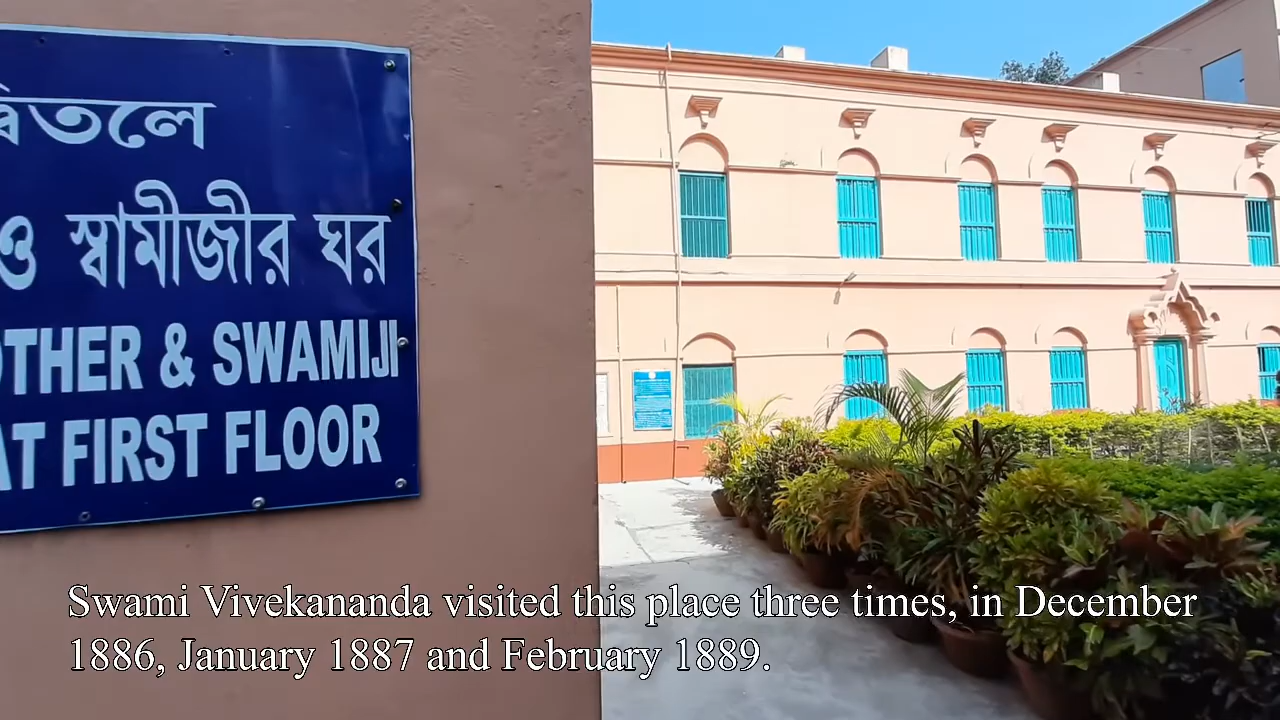 দ্বিতলে
ও স্বামীজীর ঘর
& SWAMIJI
AT FIRST FLOOR
Swami Vivekananda visited this place three times, in December
1886, January 1887 and February 1889.